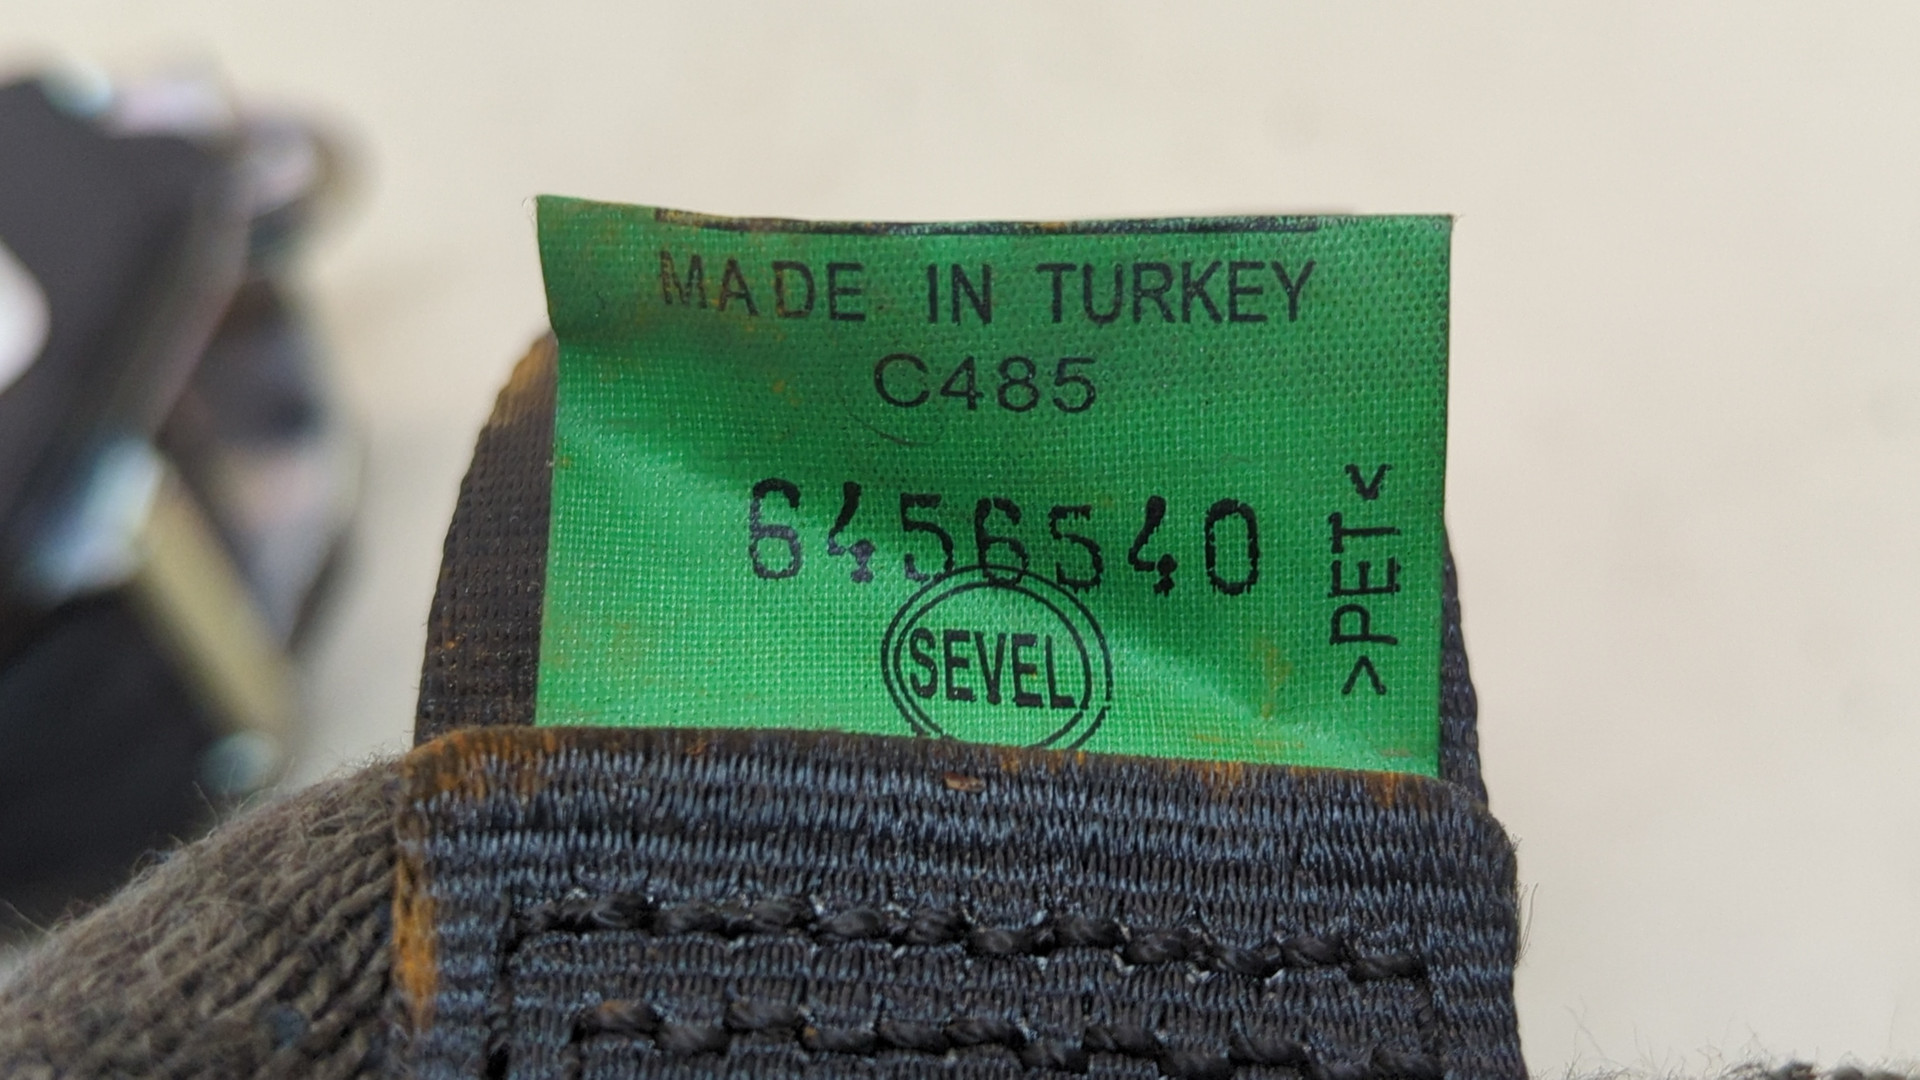 MADE IN TURKEY
C485
6456540
>PET<
SEVEL